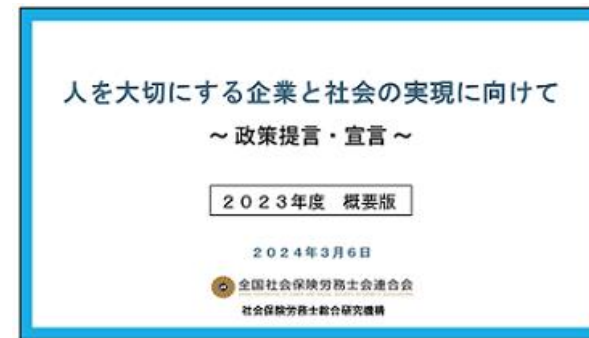 人を大切にする企業と社会の実現に向けて
～ 政策提言・宣言 ～
２０２３年度　概要版
２０２４年３月６日
全国社会保険労務士会連合会
社会保険労務士総合研究機構